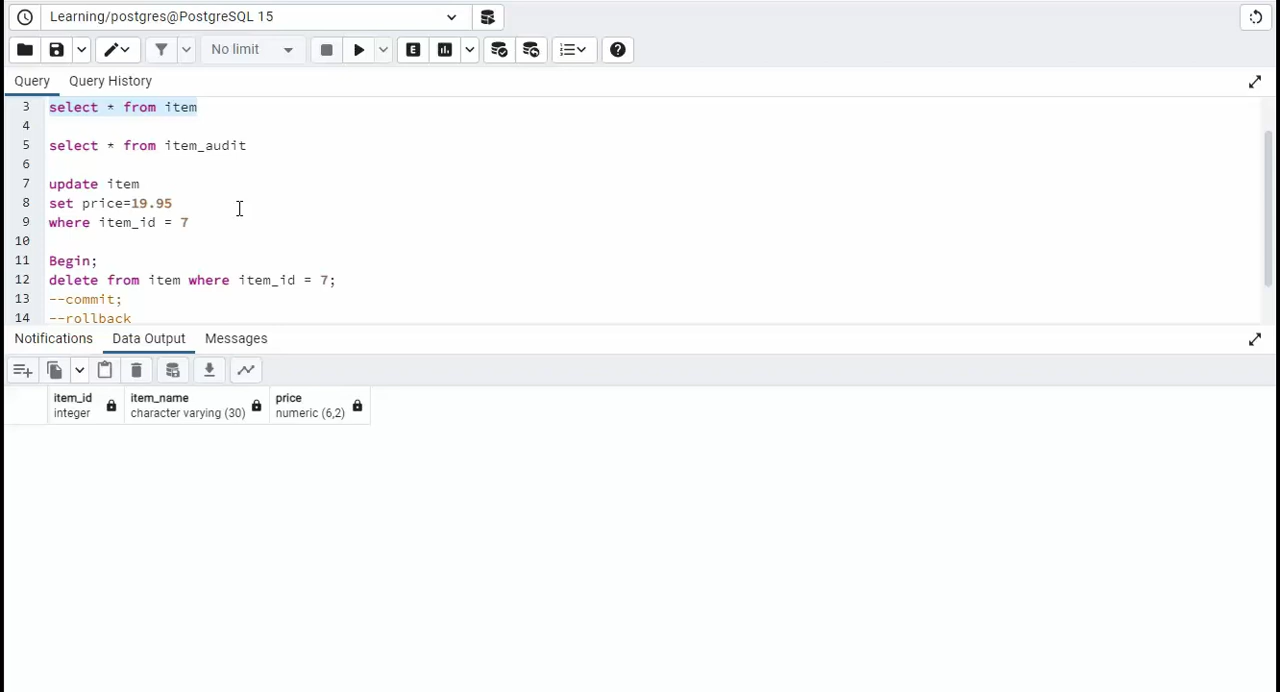 Learning/postgres@PostgreSQL 15
No limit
E
Query Query History
3 select * from item
4
5 select * from item_audit
6
7 update item
8 set price=19.95
9 where item_id = 7
10
11 Begin;
12 delete from item where item_id = 7;
13 --commit;
14 --rollback
Notifications Data Output Messages
item_id item_name price
integer character varying (30) numeric (6,2)